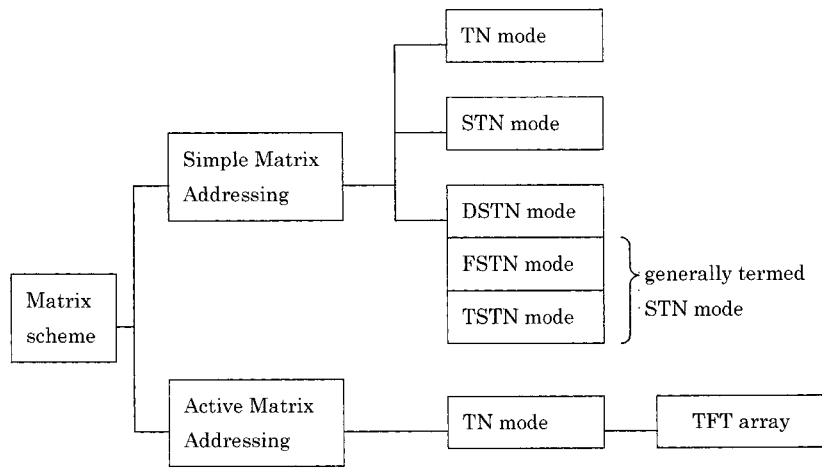 TN mode
STN mode
Simple Matrix
Addressing
DSTN mode
FSTN mode
TSTN mode
generally termed
STN mode
Matrix
scheme
Active Matrix
Addressing
TN mode
TFT array